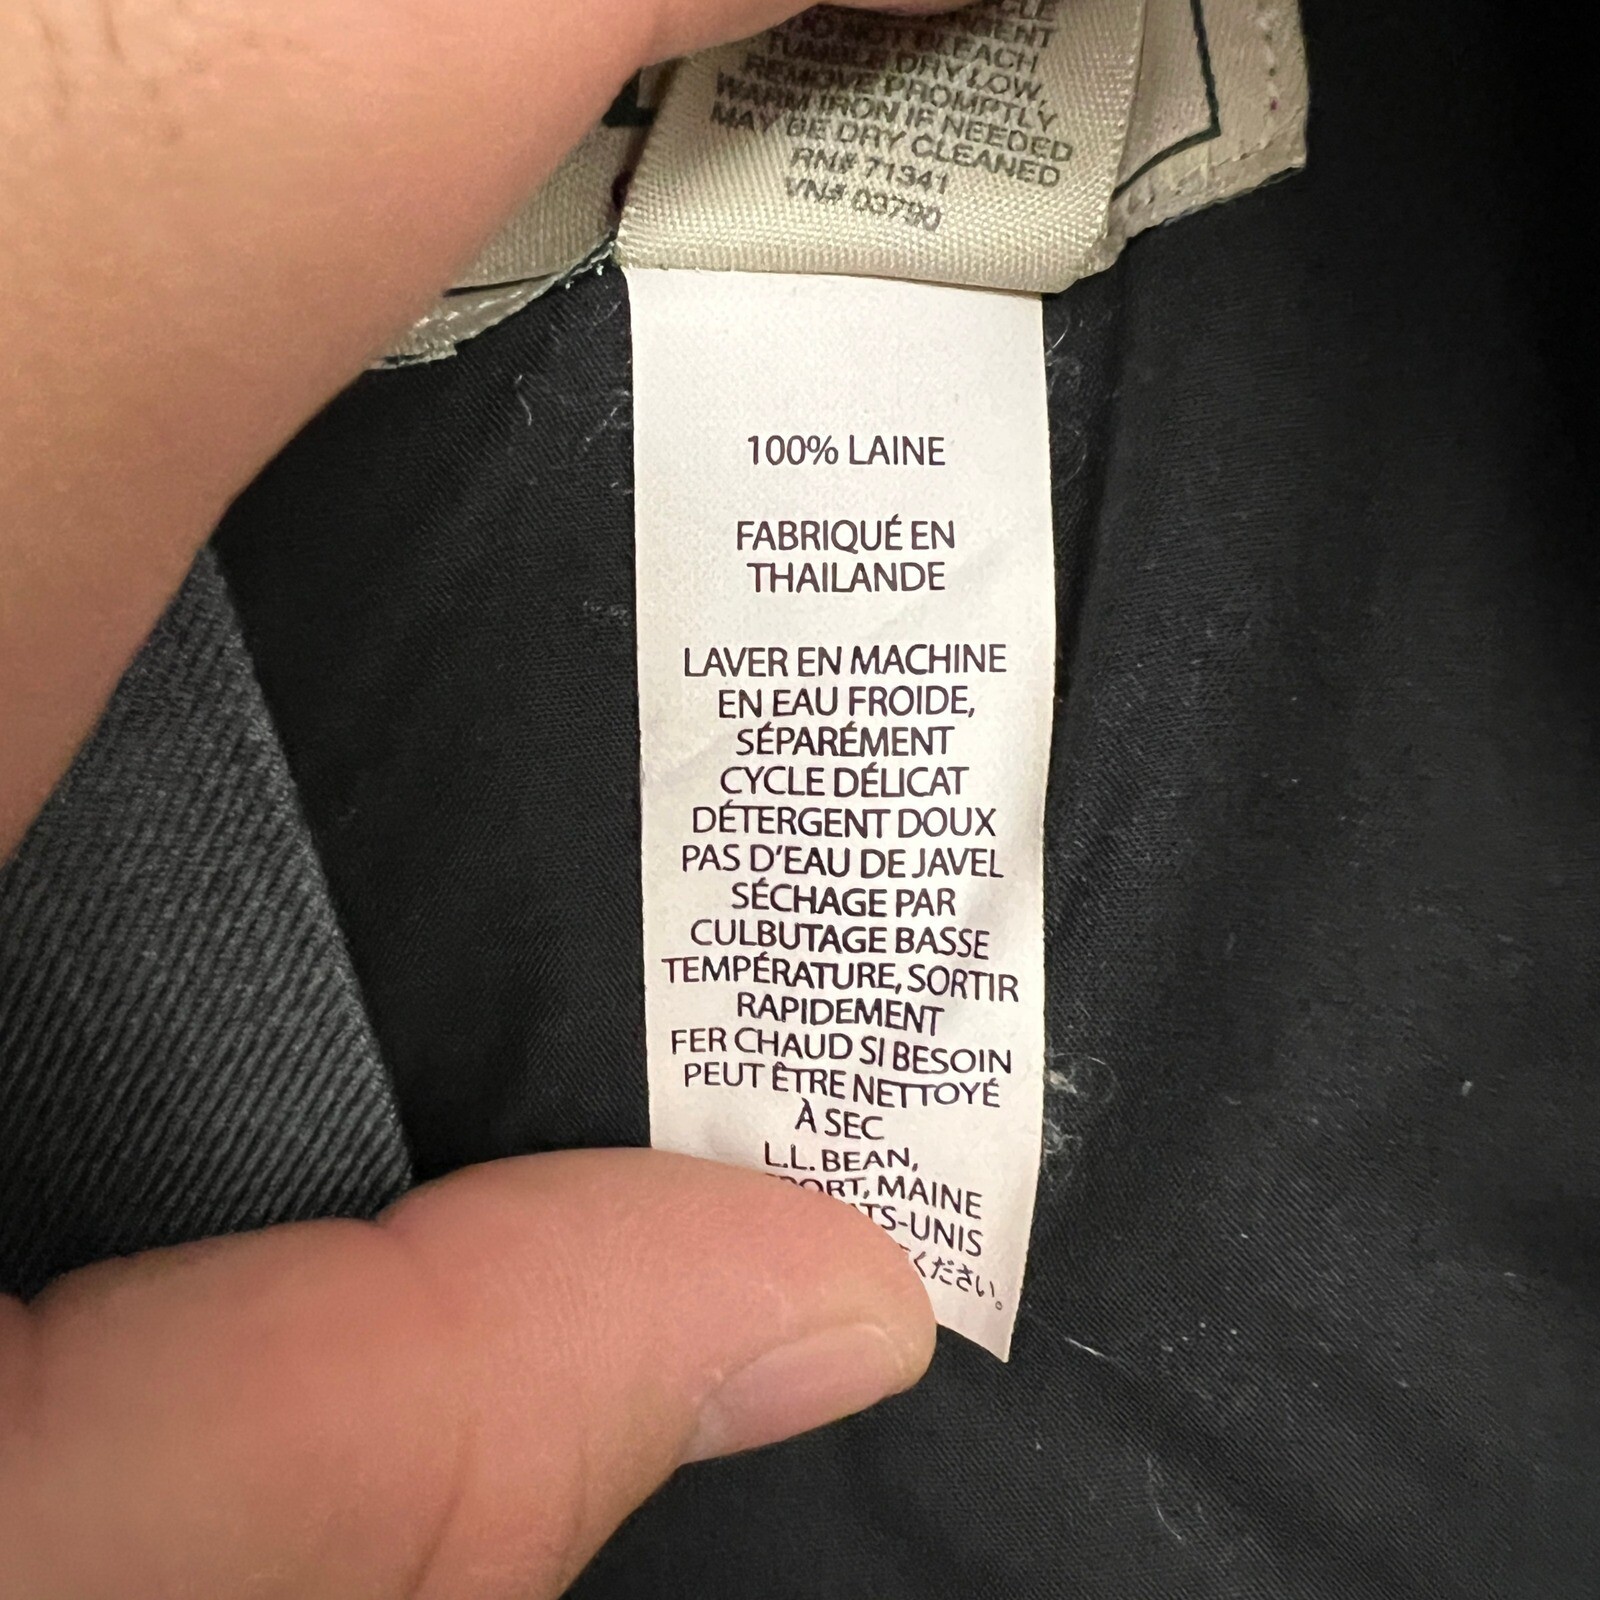 TUMBLE DRY LOW,
REMOVE PROMPTLY
WARM IRON IF NEEDED
MAY BE DRY CLEANED
RN# 71341
VN# 03790
100% LAINE
FABRIQUÉ EN
THAILANDE
LAVER EN MACHINE
EN EAU FROIDE,
SÉPARÉMENT
CYCLE DÉLICAT
DÉTERGENT DOUX
PAS D'EAU DE JAVEL
SÉCHAGE PAR
CULBUTAGE BASSE
TEMPÉRATURE, SORTIR
RAPIDEMENT
FER CHAUD SI BESOIN
PEUT ÊTRE NETTOYÉ
À SEC
L.L. BEAN,
MAINE
-UNIS
ください。